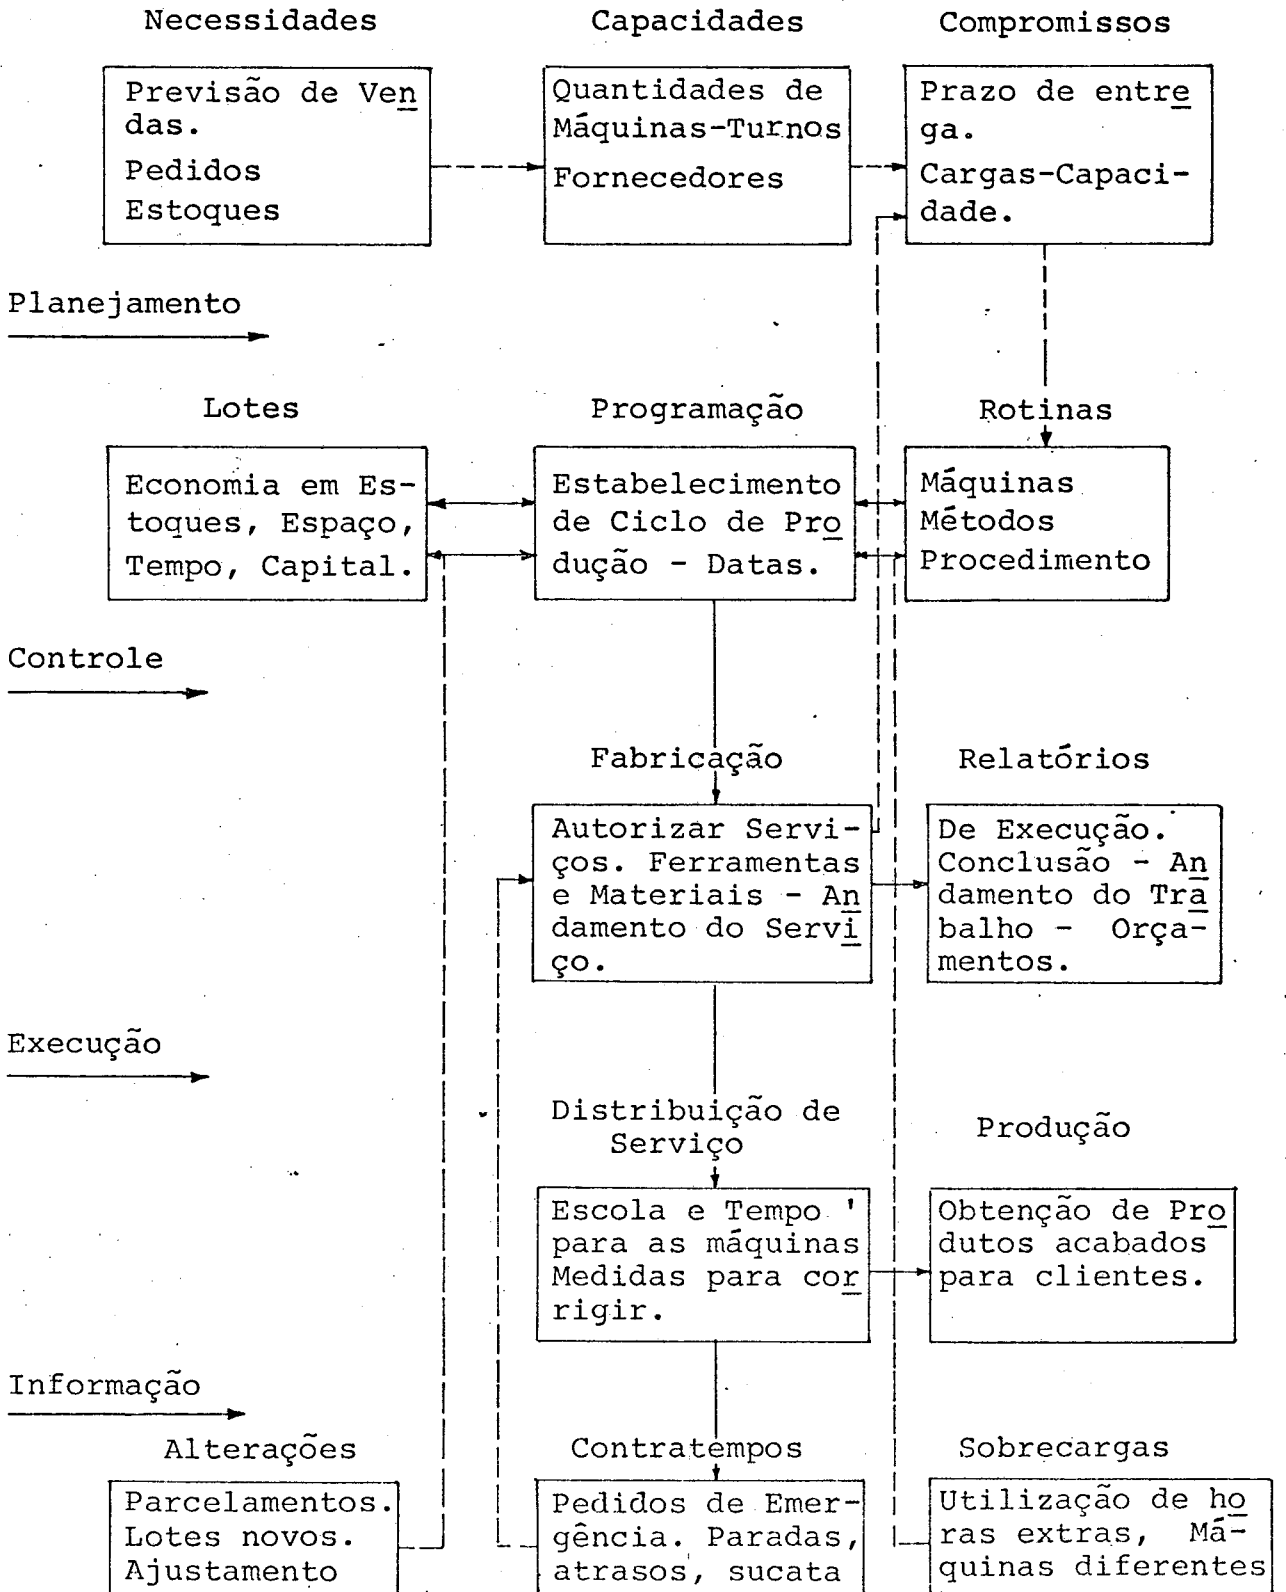 Necessidades
Capacidades
Compromissos
Previsão de Ven
das.
Pedidos
Estoques
Quantidades de
Máquinas-Turnos
Fornecedores
Prazo de entre
ga.
Cargas-Capaci-
dade.
Planejamento
Lotes
Programação
Rotinas
Economia em Es-
toques, Espaço,
Tempo, Capital.
Estabelecimento
de Ciclo de Pro
dução - Datas.
Máquinas
Métodos
Procedimento
Controle
Fabricação
Relatórios
Autorizar Servi-
ços. Ferramentas
e Materiais - An
damento do Servi
ço.
De Execução.
Conclusão - An
damento do Tra
balho - Orça-
mentos.
Execução
Distribuição de
Serviço
Produção
Escola e Tempo '
para as máquinas
Medidas para cor
rigir.
Obtenção de Pro
dutos acabados
para clientes.
Informação
Alterações
Contratempos
Sobrecargas
Parcelamentos.
Lotes novos.
Ajustamento
Pedidos de Emer-
gência. Paradas,
atrasos, sucata
Utilização de ho
ras extras, Má-
quinas diferentes